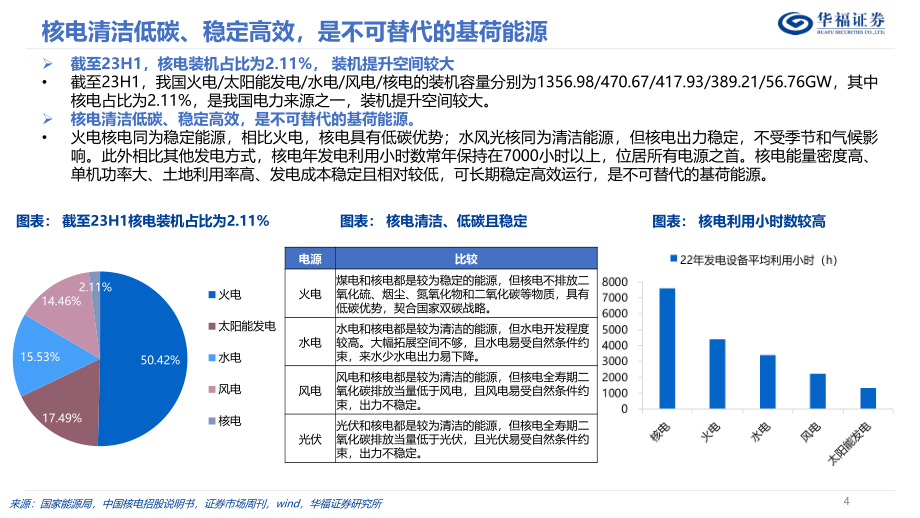 核电清洁低碳、稳定高效，是不可替代的基荷能源
华福证券
HUAFU SECURITIES CO.,LTD.
截至23H1，核电装机占比为2.11%， 装机提升空间较大
• 截至23H1，我国火电/太阳能发电/水电/风电/核电的装机容量分别为1356.98/470.67/417.93/389.21/56.76GW，其中
核电占比为2.11%，是我国电力来源之一，装机提升空间较大。
核电清洁低碳、稳定高效，是不可替代的基荷能源。
• 火电核电同为稳定能源，相比火电，核电具有低碳优势；水风光核同为清洁能源，但核电出力稳定，不受季节和气候影
响。此外相比其他发电方式，核电年发电利用小时数常年保持在7000小时以上，位居所有电源之首。核电能量密度高、
单机功率大、土地利用率高、发电成本稳定且相对较低，可长期稳定高效运行，是不可替代的基荷能源。
图表： 截至23H1核电装机占比为2.11%
2.11%
14.46%
15.53%
50.42%
17.49%
火电
太阳能发电
水电
风电
核电
图表： 核电清洁、低碳且稳定
电源 比较
火电
煤电和核电都是较为稳定的能源，但核电不排放二
氧化硫、烟尘、氮氧化物和二氧化碳等物质，具有
低碳优势，契合国家双碳战略。
水电
水电和核电都是较为清洁的能源，但水电开发程度
较高。大幅拓展空间不够，且水电易受自然条件约
束，来水少水电出力易下降。
风电
风电和核电都是较为清洁的能源，但核电全寿期二
氧化碳排放当量低于风电，且风电易受自然条件约
束，出力不稳定。
光伏
光伏和核电都是较为清洁的能源，但核电全寿期二
氧化碳排放当量低于光伏，且光伏易受自然条件约
束，出力不稳定。
图表： 核电利用小时数较高
22年发电设备平均利用小时（h）
8000
7000
6000
5000
4000
3000
2000
1000
0
核电
火电
水电
风电
太阳能发电
来源：国家能源局，中国核电招股说明书，证券市场周刊，wind，华福证券研究所
4